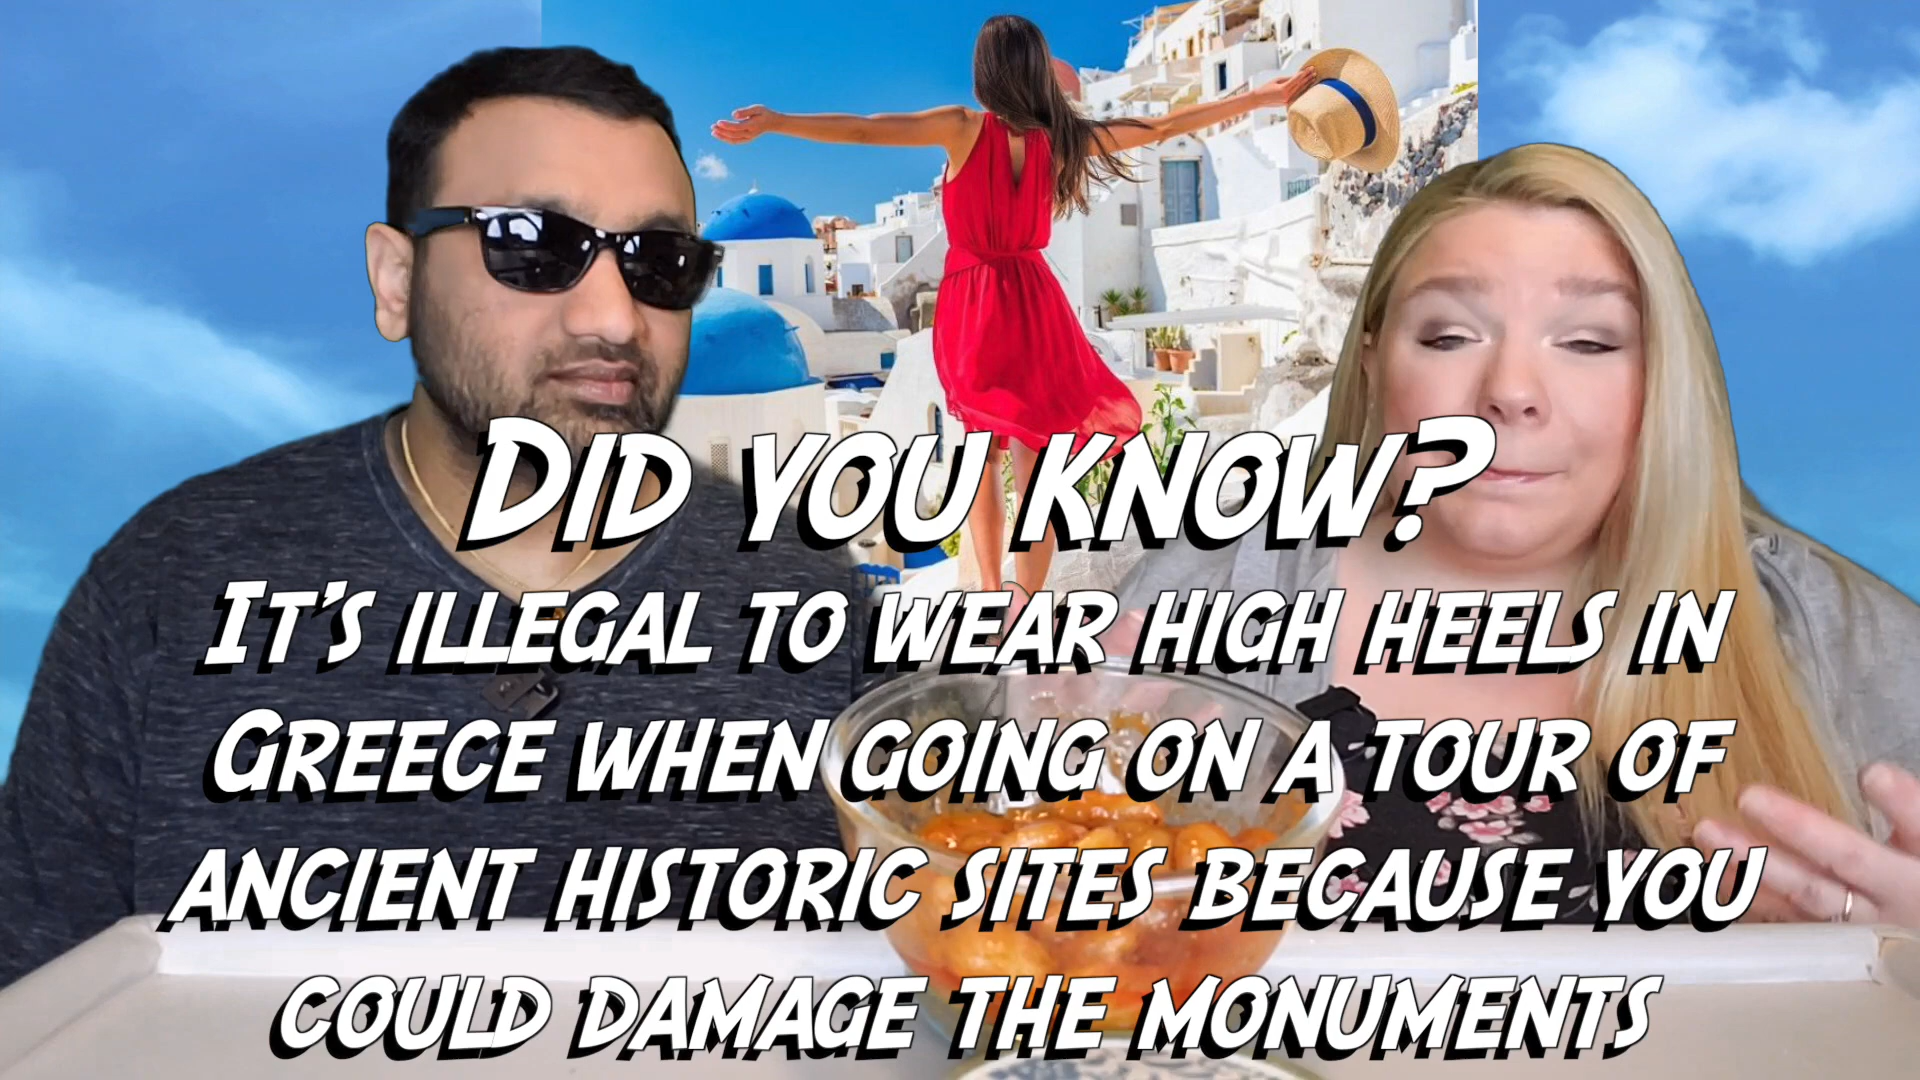 Did you know?
It's illegal to wear high heels in
Greece when going on a tour of
ancient historic sites because you
could damage the monuments